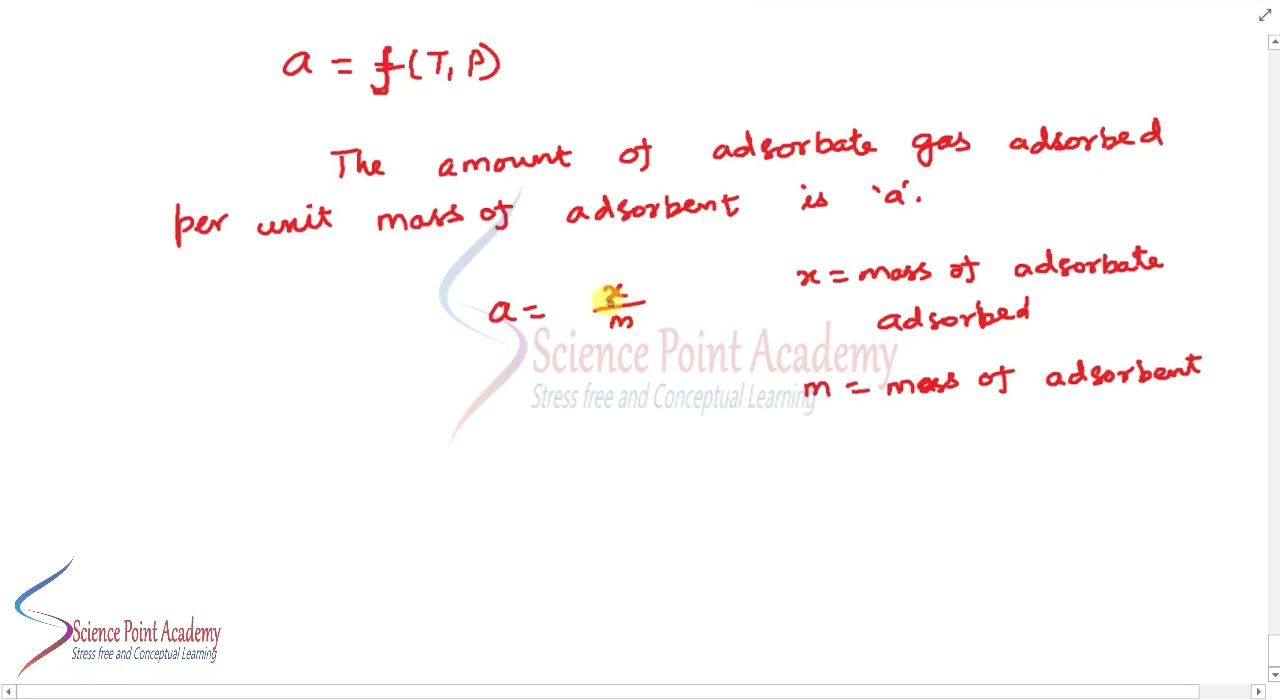 a = f(T, P)
The amount of adsorbate gas adsorbed
per unit mass of adsorbent is 'a'.
x = mass of adsorbate
adsorbed
a = x/m
m = mass of adsorbent
Science Point Academy
Stress free and Conceptual Learning
Science Point Academy
Stress free and Conceptual Learning